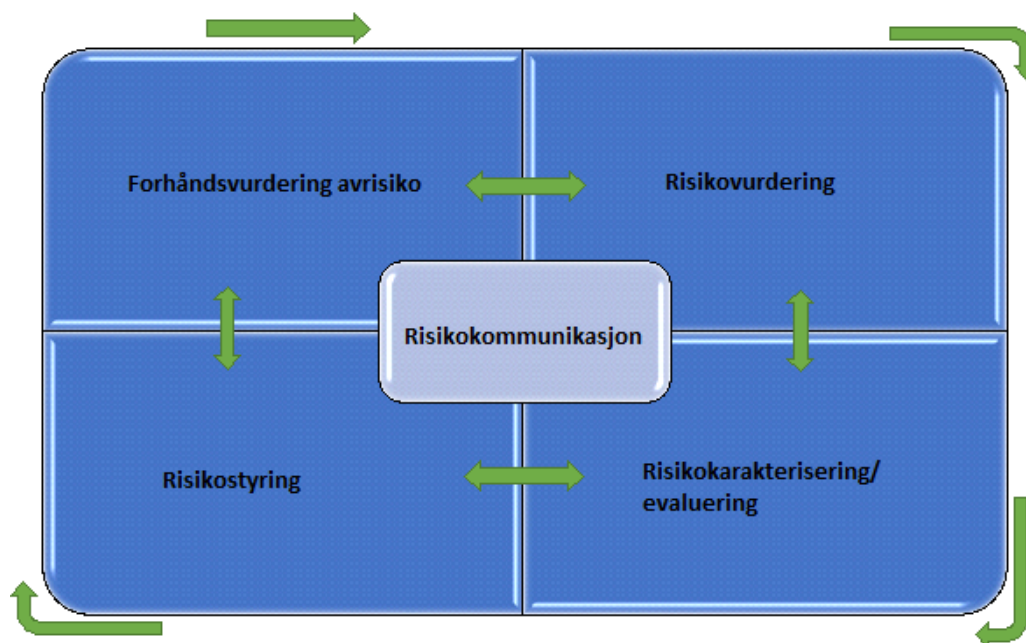 Forhåndsvurdering avrisiko
Risikovurdering
Risikokommunikasjon
Risikostyring
Risikokarakterisering/
evaluering